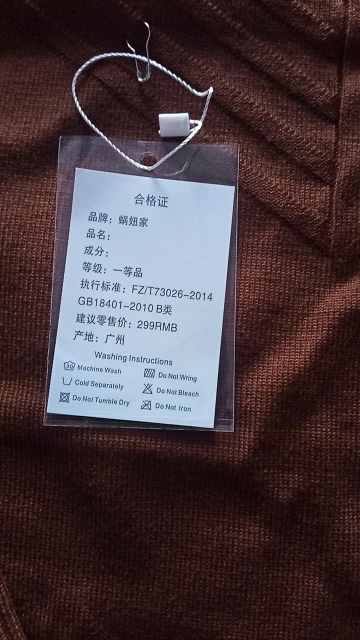 合格证
品牌：蜗妞家
品名：
成分：
等级：一等品
执行标准：FZ/T73026-2014
GB18401-2010 B类
建议零售价：299RMB
产地：广州
Washing Instructions
30 Machine Wash
Do Not Wring
Cold Separately
Do Not Bleach
Do Not Tumble Dry
Do Not Iron